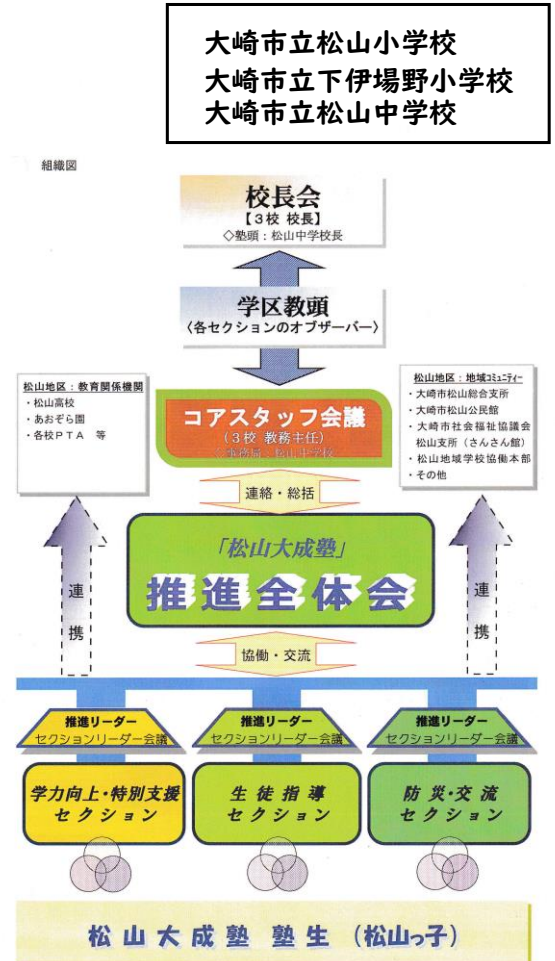 大崎市立松山小学校
大崎市立下伊場野小学校
大崎市立松山中学校
組織図
校長会
【3校 校長】
◇塾頭：松山中学校長
学区教頭
〈各セクションのオブザーバー〉
松山地区：教育関係機関
・松山高校
・あおぞら園
・各校PTA 等
コアスタッフ会議
（3校 教務主任）
◇事務局：松山中学校
松山地区：地域コミュニティー
・大崎市松山総合支所
・大崎市松山公民館
・大崎市社会福祉協議会
松山支所（さんさん館）
・松山地域学校協働本部
・その他
連絡・総括
「松山大成塾」
推進全体会
連携
連携
協働・交流
推進リーダー
セクションリーダー会議
推進リーダー
セクションリーダー会議
推進リーダー
セクションリーダー会議
学力向上・特別支援
セクション
生徒指導
セクション
防災・交流
セクション
松山大成塾 塾生（松山っ子）